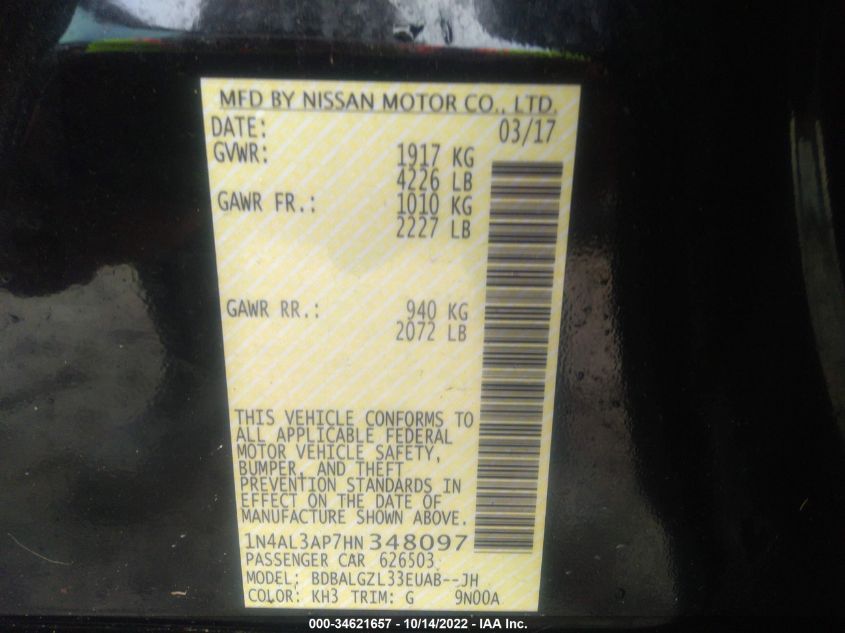 MFD BY NISSAN MOTOR CO., LTD.
DATE: 03/17
GVWR: 1917 KG
4226 LB
GAWR FR.: 1010 KG
2227 LB
GAWR RR.: 940 KG
2072 LB
THIS VEHICLE CONFORMS TO
ALL APPLICABLE FEDERAL
MOTOR VEHICLE SAFETY,
BUMPER, AND THEFT
PREVENTION STANDARDS IN
EFFECT ON THE DATE OF
MANUFACTURE SHOWN ABOVE.
1N4AL3AP7HN348097
PASSENGER CAR 626503
MODEL: BDBALGZL33EUAB--JH
COLOR: KH3 TRIM: G 9N00A
000-34621657 - 10/14/2022 - IAA Inc.